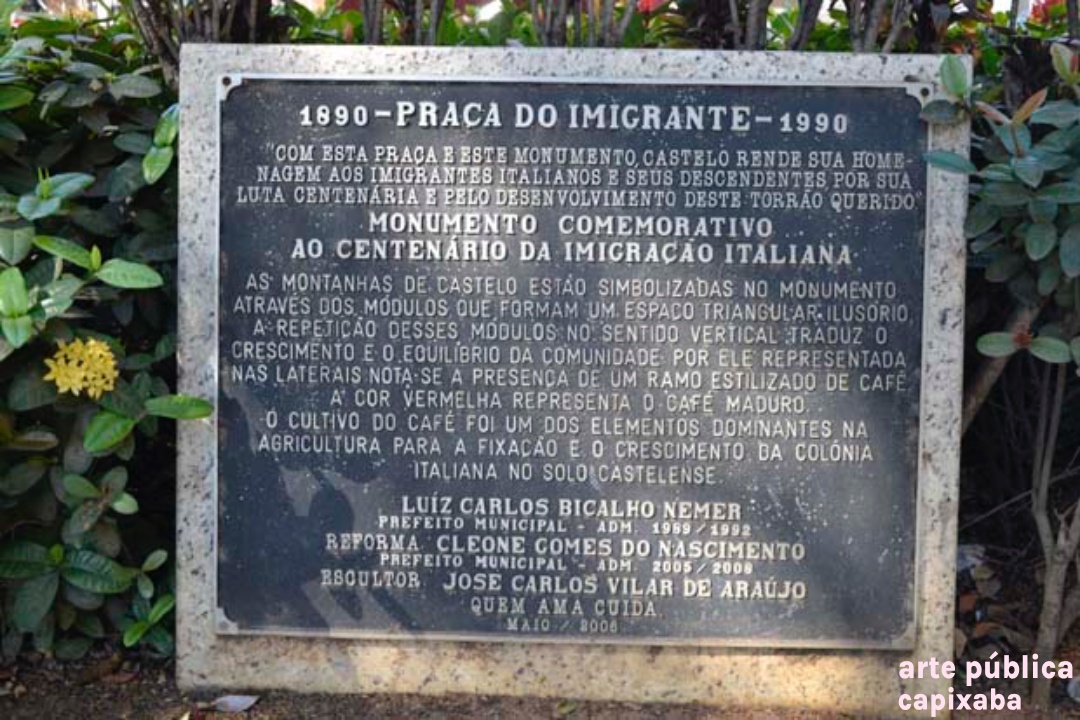 1890-PRAÇA DO IMIGRANTE-1990
"COM ESTA PRAÇA E ESTE MONUMENTO, CASTELO RENDE SUA HOME-
NAGEM AOS IMIGRANTES ITALIANOS E SEUS DESCENDENTES, POR SUA
LUTA CENTENÁRIA E PELO DESENVOLVIMENTO DESTE TORRÃO QUERIDO."
MONUMENTO COMEMORATIVO
AO CENTENÁRIO DA IMIGRAÇÃO ITALIANA
AS MONTANHAS DE CASTELO ESTÃO SIMBOLIZADAS NO MONUMENTO
ATRAVÉS DOS MÓDULOS QUE FORMAM UM ESPAÇO TRIANGULAR ILUSÓRIO.
A REPETIÇÃO DESSES MÓDULOS NO SENTIDO VERTICAL TRADUZ O
CRESCIMENTO E O EQUILÍBRIO DA COMUNIDADE POR ELE REPRESENTADA
NAS LATERAIS NOTA-SE A PRESENÇA DE UM RAMO ESTILIZADO DE CAFÉ.
A COR VERMELHA REPRESENTA O CAFÉ MADURO.
O CULTIVO DO CAFÉ FOI UM DOS ELEMENTOS DOMINANTES NA
AGRICULTURA PARA A FIXAÇÃO E O CRESCIMENTO DA COLÔNIA
ITALIANA NO SOLO CASTELENSE.
LUÍZ CARLOS BICALHO NEMER
PREFEITO MUNICIPAL - ADM. 1989/1992
REFORMA CLEONE GOMES DO NASCIMENTO
PREFEITO MUNICIPAL - ADM. 2005/2008
ESCULTOR JOSE CARLOS VILAR DE ARAÚJO
QUEM AMA CUIDA.
MAIO / 2006
arte pública
capixaba